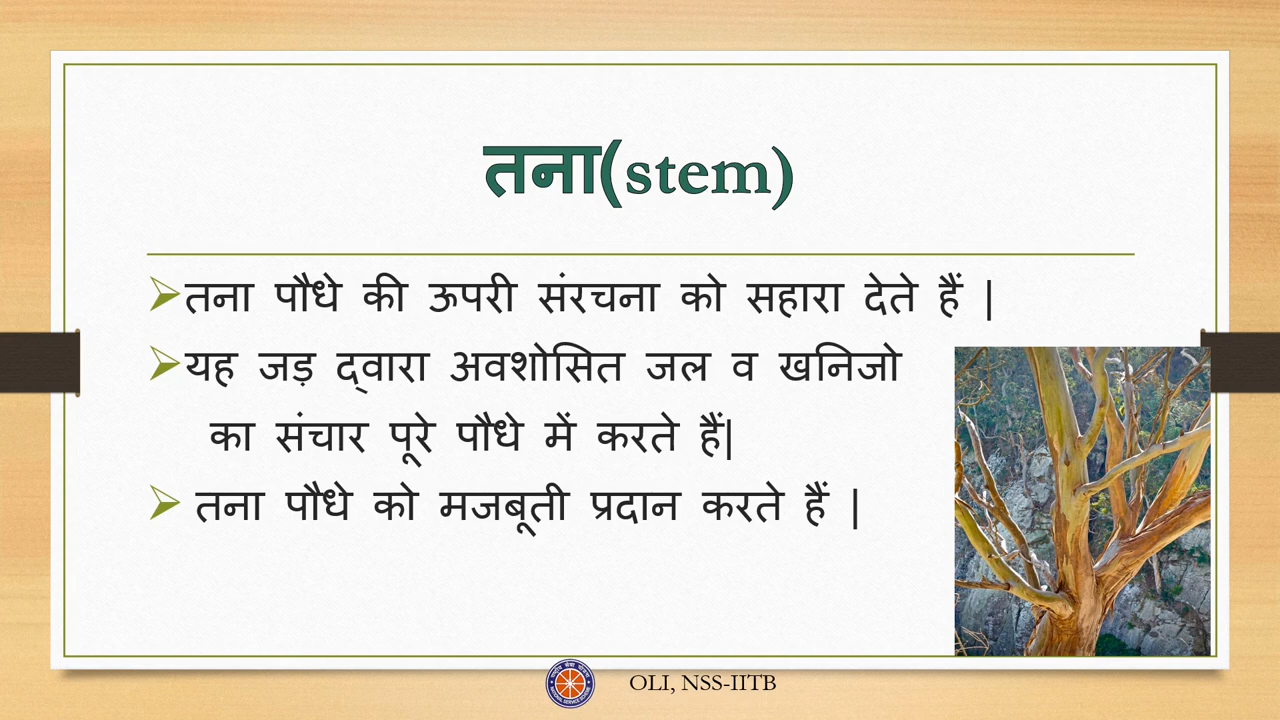 तना(stem)
तना पौधे की ऊपरी संरचना को सहारा देते हैं |
यह जड़ द्वारा अवशोसित जल व खनिजो
का संचार पूरे पौधे में करते हैं|
तना पौधे को मजबूती प्रदान करते हैं |
OLI, NSS-IITB